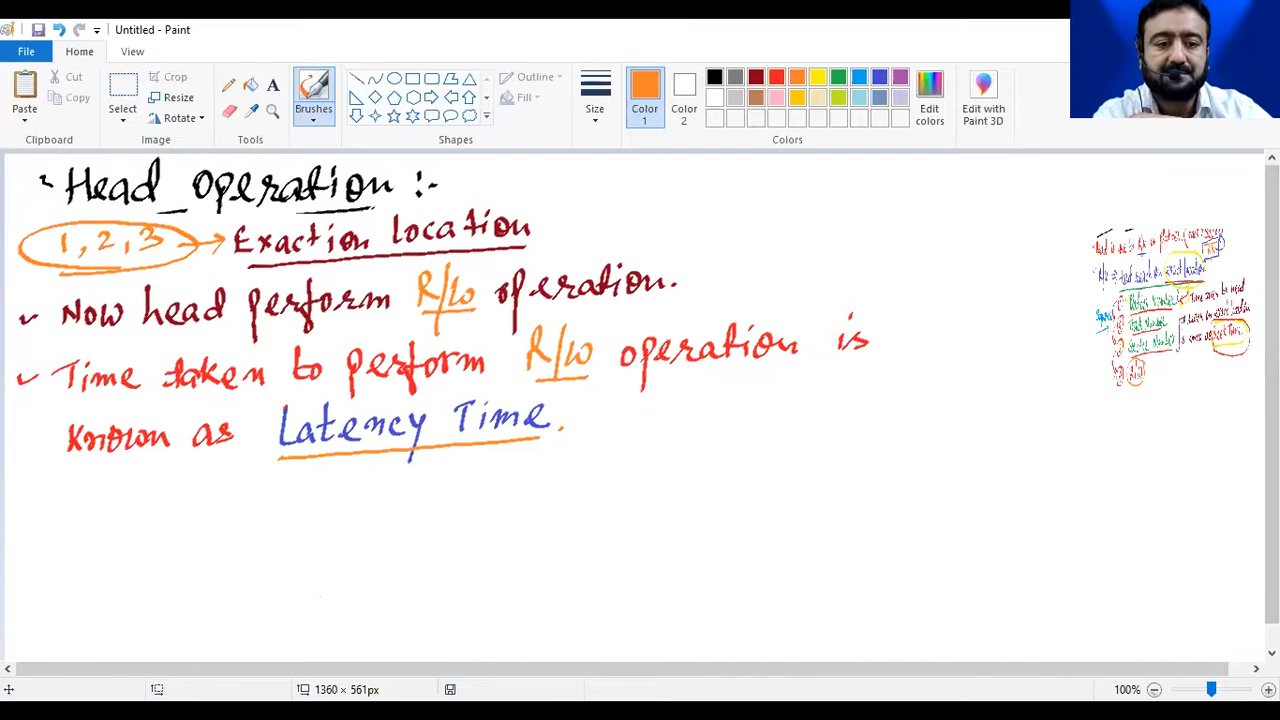 Untitled - Paint
File Home View
Cut
Copy
Paste
Clipboard
Crop
Resize
Rotate
Select
Image
Tools
Brushes
Outline
Fill
Shapes
Size
Color 1
Color 2
Edit colors
Colors
Edit with Paint 3D
Head operation :-
1, 2, 3 → Exaction location
Now head perform R/W operation.
Time taken to perform R/W operation is
known as Latency Time.
1360 × 561px
100%